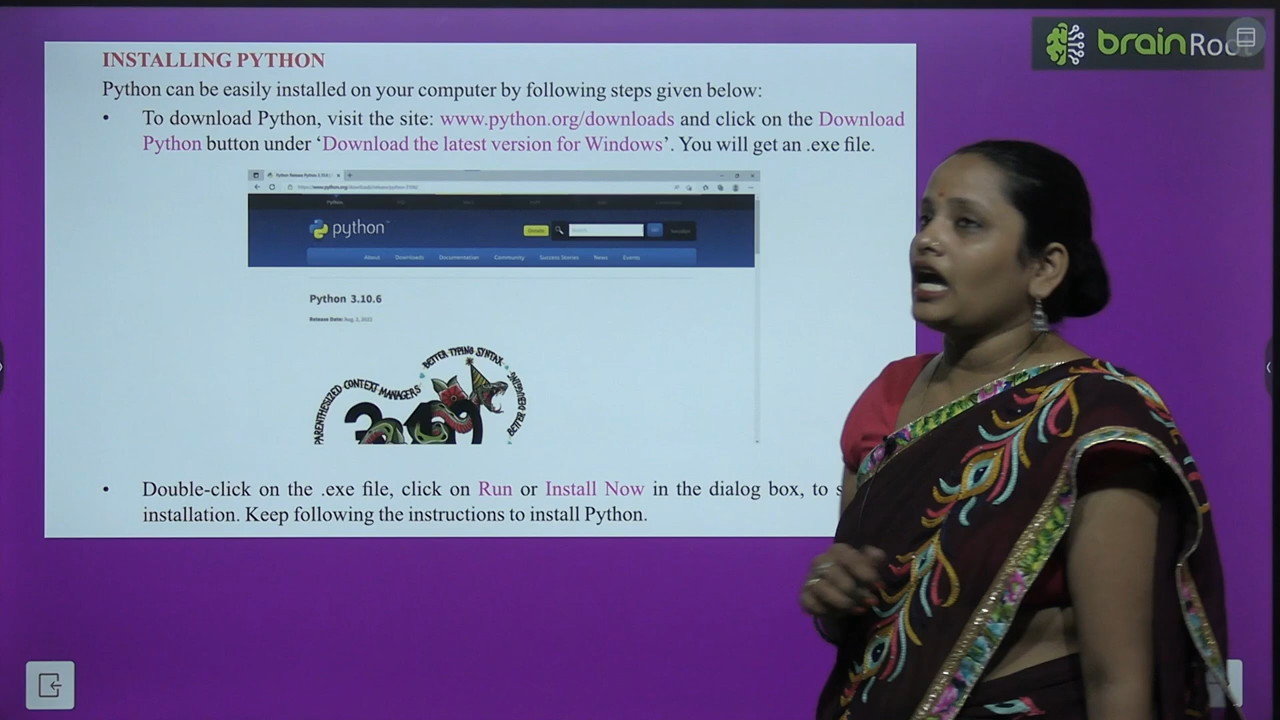 brainRo
INSTALLING PYTHON
Python can be easily installed on your computer by following steps given below:
• To download Python, visit the site: www.python.org/downloads and click on the Download
Python button under ‘Download the latest version for Windows’. You will get an .exe file.
python
Donate
About Downloads Documentation Community Success Stories News Events
Python 3.10.6
Release Date: Aug. 2, 2022
PARENTHESIZED CONTEXT MANAGERS
BETTER TYPING SYNTAX
BETTER DEBUGGING
• Double-click on the .exe file, click on Run or Install Now in the dialog box, to s
installation. Keep following the instructions to install Python.